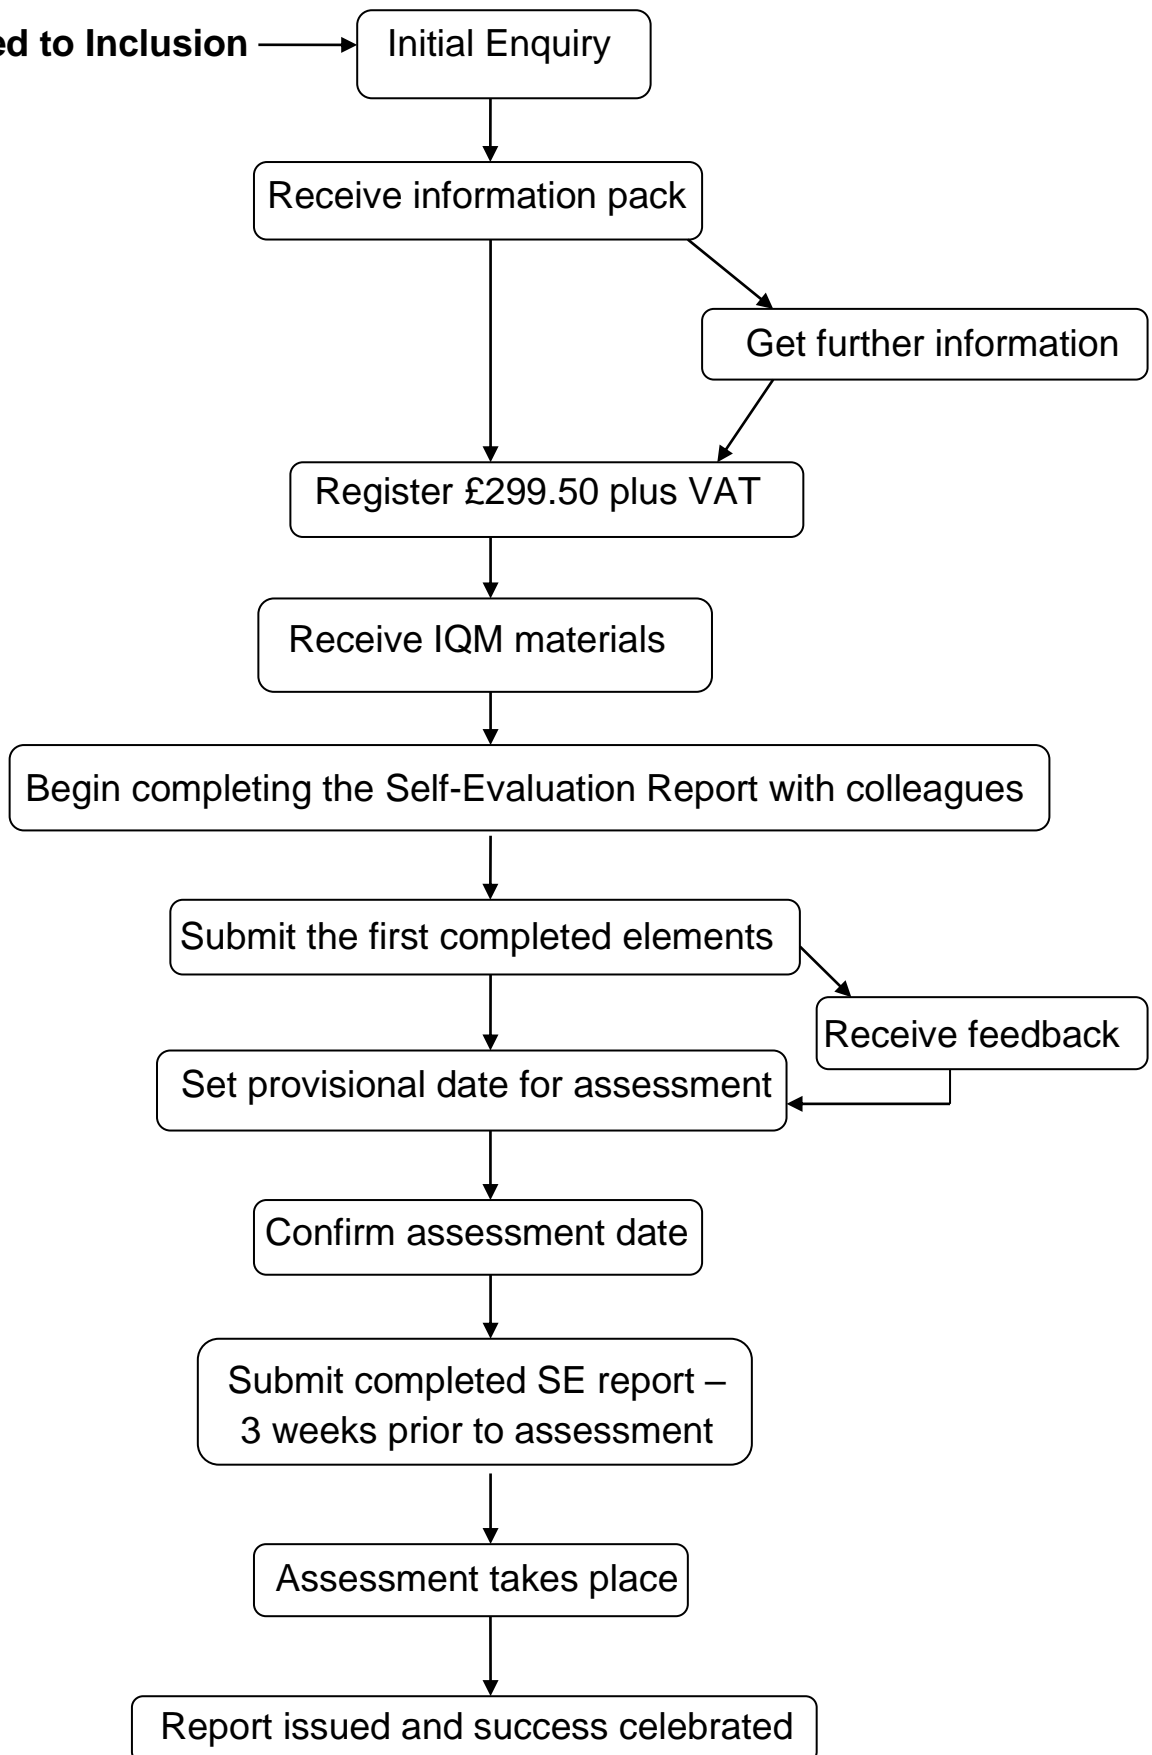 to Inclusion
Initial Enquiry
Receive information pack
Get further information
Register £299.50 plus VAT
Receive IQM materials
Begin completing the Self-Evaluation Report with colleagues
Submit the first completed elements
Receive feedback
Set provisional date for assessment
Confirm assessment date
Submit completed SE report –
3 weeks prior to assessment
Assessment takes place
Report issued and success celebrated